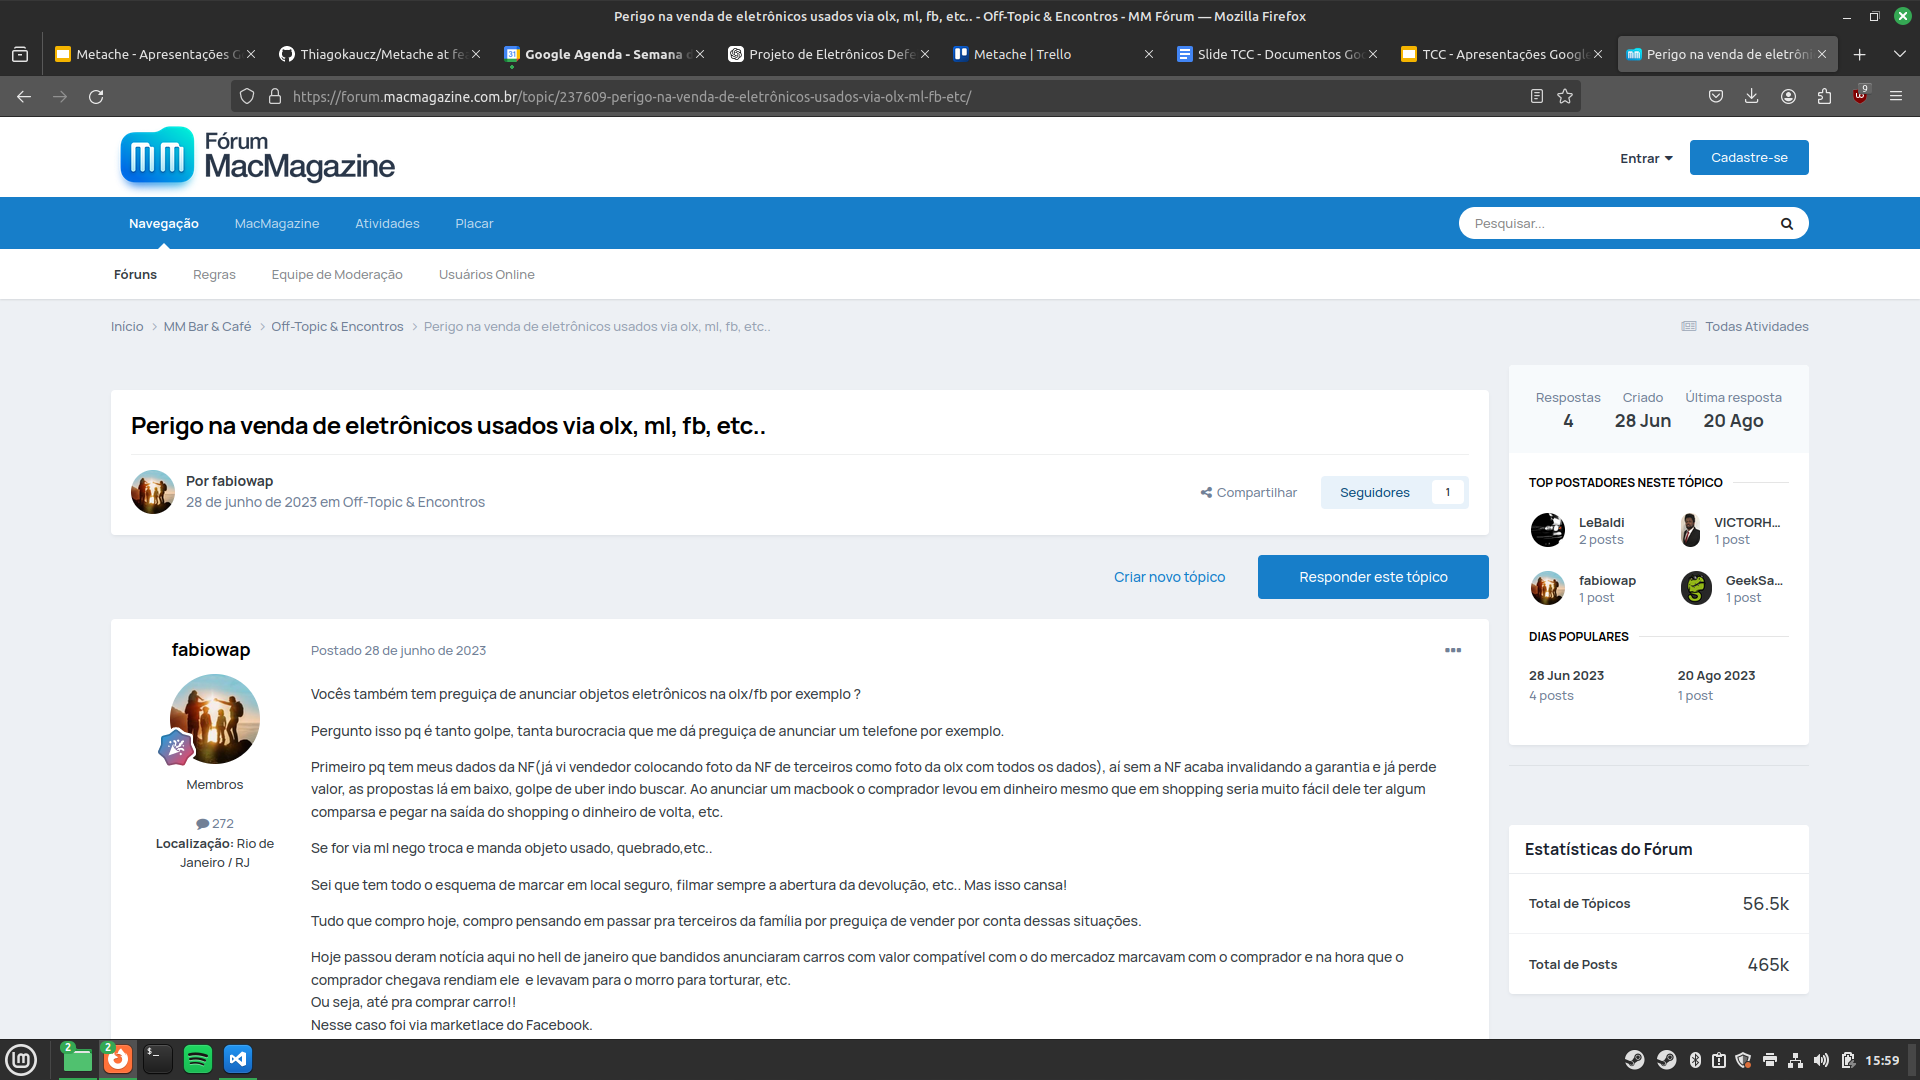 Perigo na venda de eletrônicos usados via olx, ml, fb, etc.. - Off-Topic & Encontros - MM Fórum — Mozilla Firefox
Metache - Apresentações G
Thiagokaucz/Metache at fe
Google Agenda - Semana d
Projeto de Eletrônicos Defe
Metache | Trello
Slide TCC - Documentos Go
TCC - Apresentações Google
Perigo na venda de eletrôni
https://forum.macmagazine.com.br/topic/237609-perigo-na-venda-de-eletrônicos-usados-via-olx-ml-fb-etc/
9
mm
Fórum
MacMagazine
Entrar
Cadastre-se
Navegação
MacMagazine
Atividades
Placar
Pesquisar...
Fóruns
Regras
Equipe de Moderação
Usuários Online
Início > MM Bar & Café > Off-Topic & Encontros > Perigo na venda de eletrônicos usados via olx, ml, fb, etc..
Todas Atividades
Perigo na venda de eletrônicos usados via olx, ml, fb, etc..
Por fabiowap
28 de junho de 2023 em Off-Topic & Encontros
Compartilhar
Seguidores 1
Criar novo tópico
Responder este tópico
fabiowap
Membros
272
Localização: Rio de
Janeiro / RJ
Postado 28 de junho de 2023
Vocês também tem preguiça de anunciar objetos eletrônicos na olx/fb por exemplo ?
Pergunto isso pq é tanto golpe, tanta burocracia que me dá preguiça de anunciar um telefone por exemplo.
Primeiro pq tem meus dados da NF(já vi vendedor colocando foto da NF de terceiros como foto da olx com todos os dados), aí sem a NF acaba invalidando a garantia e já perde
valor, as propostas lá em baixo, golpe de uber indo buscar. Ao anunciar um macbook o comprador levou em dinheiro mesmo que em shopping seria muito fácil dele ter algum
comparsa e pegar na saída do shopping o dinheiro de volta, etc.
Se for via ml nego troca e manda objeto usado, quebrado,etc..
Sei que tem todo o esquema de marcar em local seguro, filmar sempre a abertura da devolução, etc.. Mas isso cansa!
Tudo que compro hoje, compro pensando em passar pra terceiros da família por preguiça de vender por conta dessas situações.
Hoje passou deram notícia aqui no hell de janeiro que bandidos anunciaram carros com valor compatível com o do mercadoz marcavam com o comprador e na hora que o
comprador chegava rendiam ele  e levavam para o morro para torturar, etc.
Ou seja, até pra comprar carro!!
Nesse caso foi via marketlace do Facebook.
Respostas
4
Criado
28 Jun
Última resposta
20 Ago
TOP POSTADORES NESTE TÓPICO
LeBaldi
2 posts
VICTORH...
1 post
fabiowap
1 post
GeekSa...
1 post
DIAS POPULARES
28 Jun 2023
4 posts
20 Ago 2023
1 post
Estatísticas do Fórum
Total de Tópicos 56.5k
Total de Posts 465k
2
2
$_
15:59